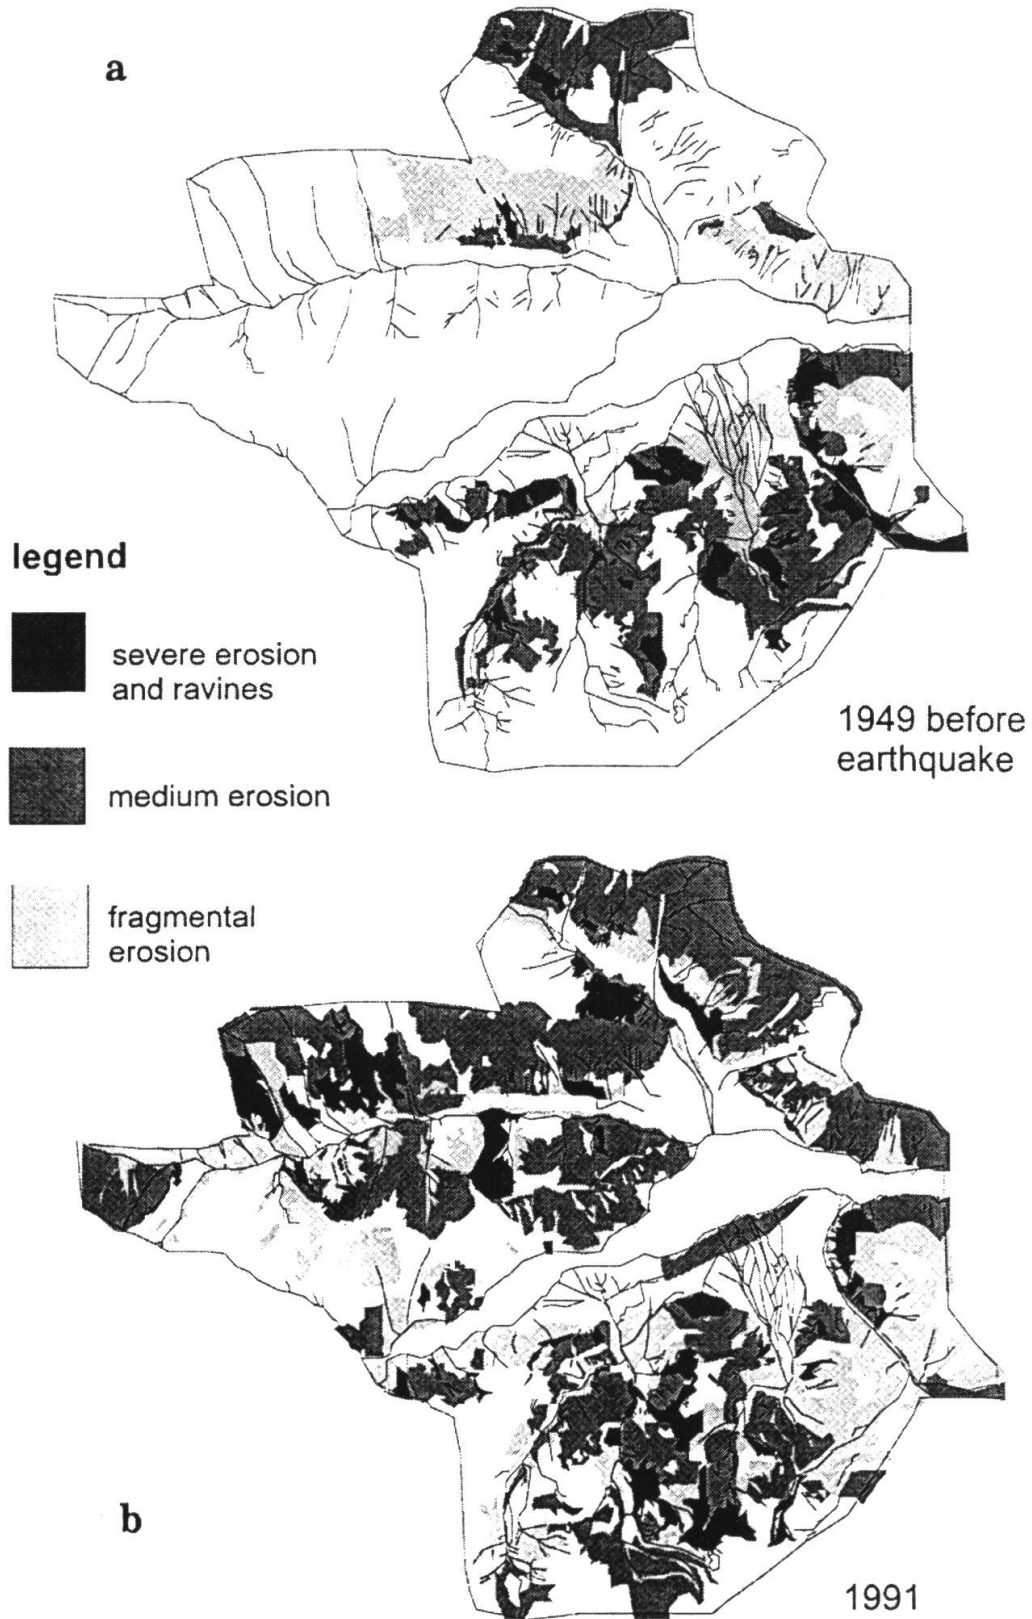 a
legend
severe erosion
and ravines
medium erosion
fragmental
erosion
1949 before
earthquake
b
1991